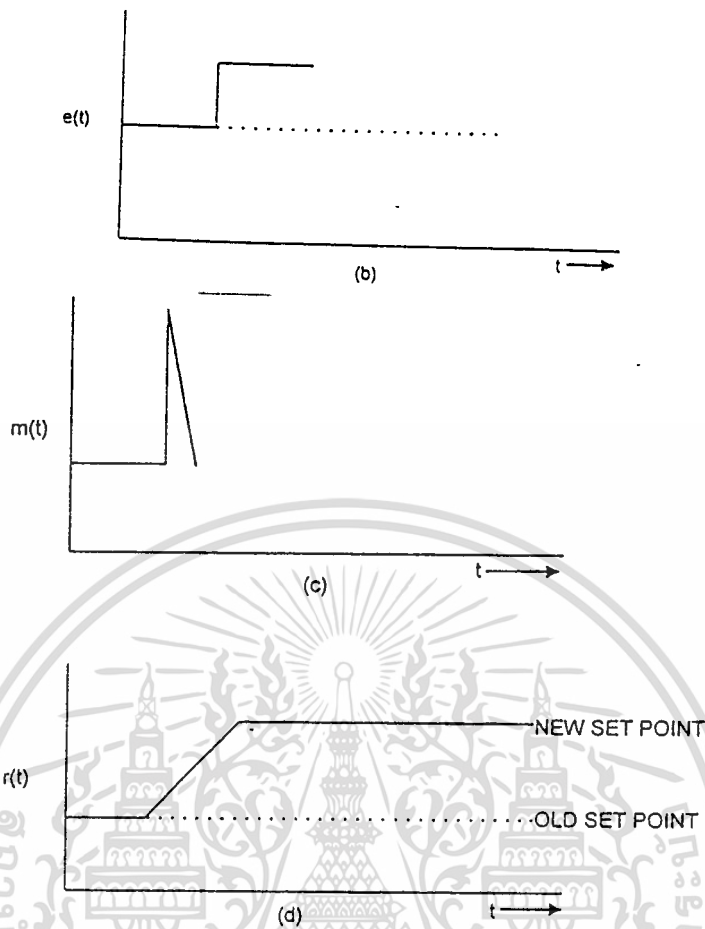 e(t)
t
(b)
m(t)
t
(c)
NEW SET POINT
r(t)
OLD SET POINT
t
(d)